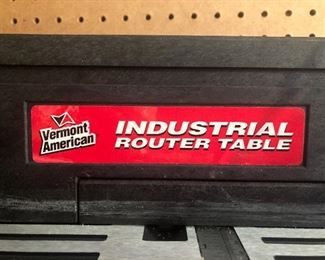 Vermont
American
INDUSTRIAL
ROUTER TABLE